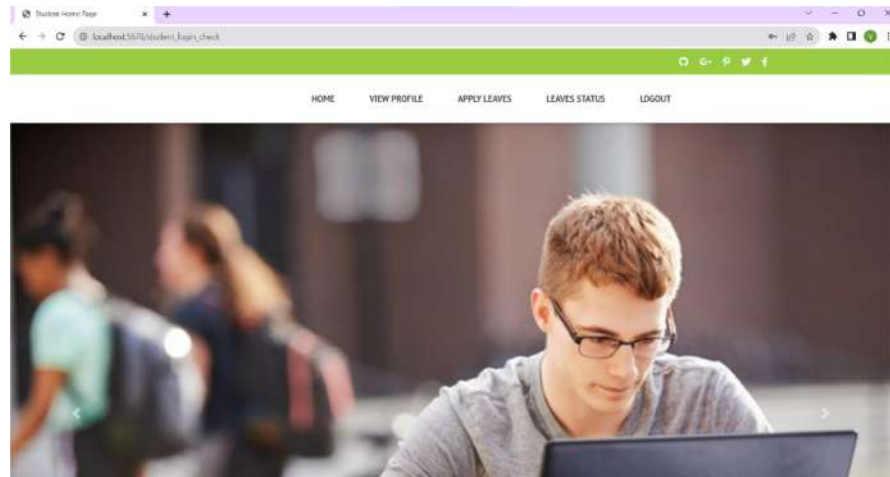 Student Home Page
localhost:5678/student_login_check
G+
HOME VIEW PROFILE APPLY LEAVES LEAVES STATUS LOGOUT